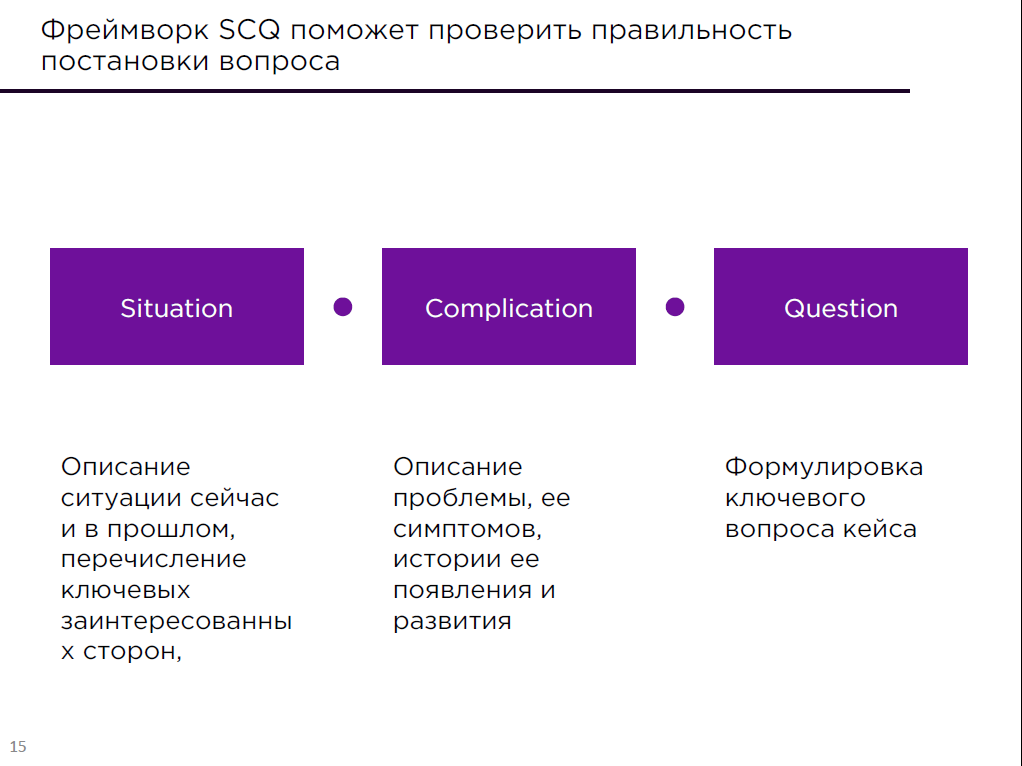 Фреймворк SCQ поможет проверить правильность
постановки вопроса
Situation
Complication
Question
Описание
ситуации сейчас
и в прошлом,
перечисление
ключевых
заинтересованны
х сторон,
Описание
проблемы, ее
симптомов,
истории ее
появления и
развития
Формулировка
ключевого
вопроса кейса
15